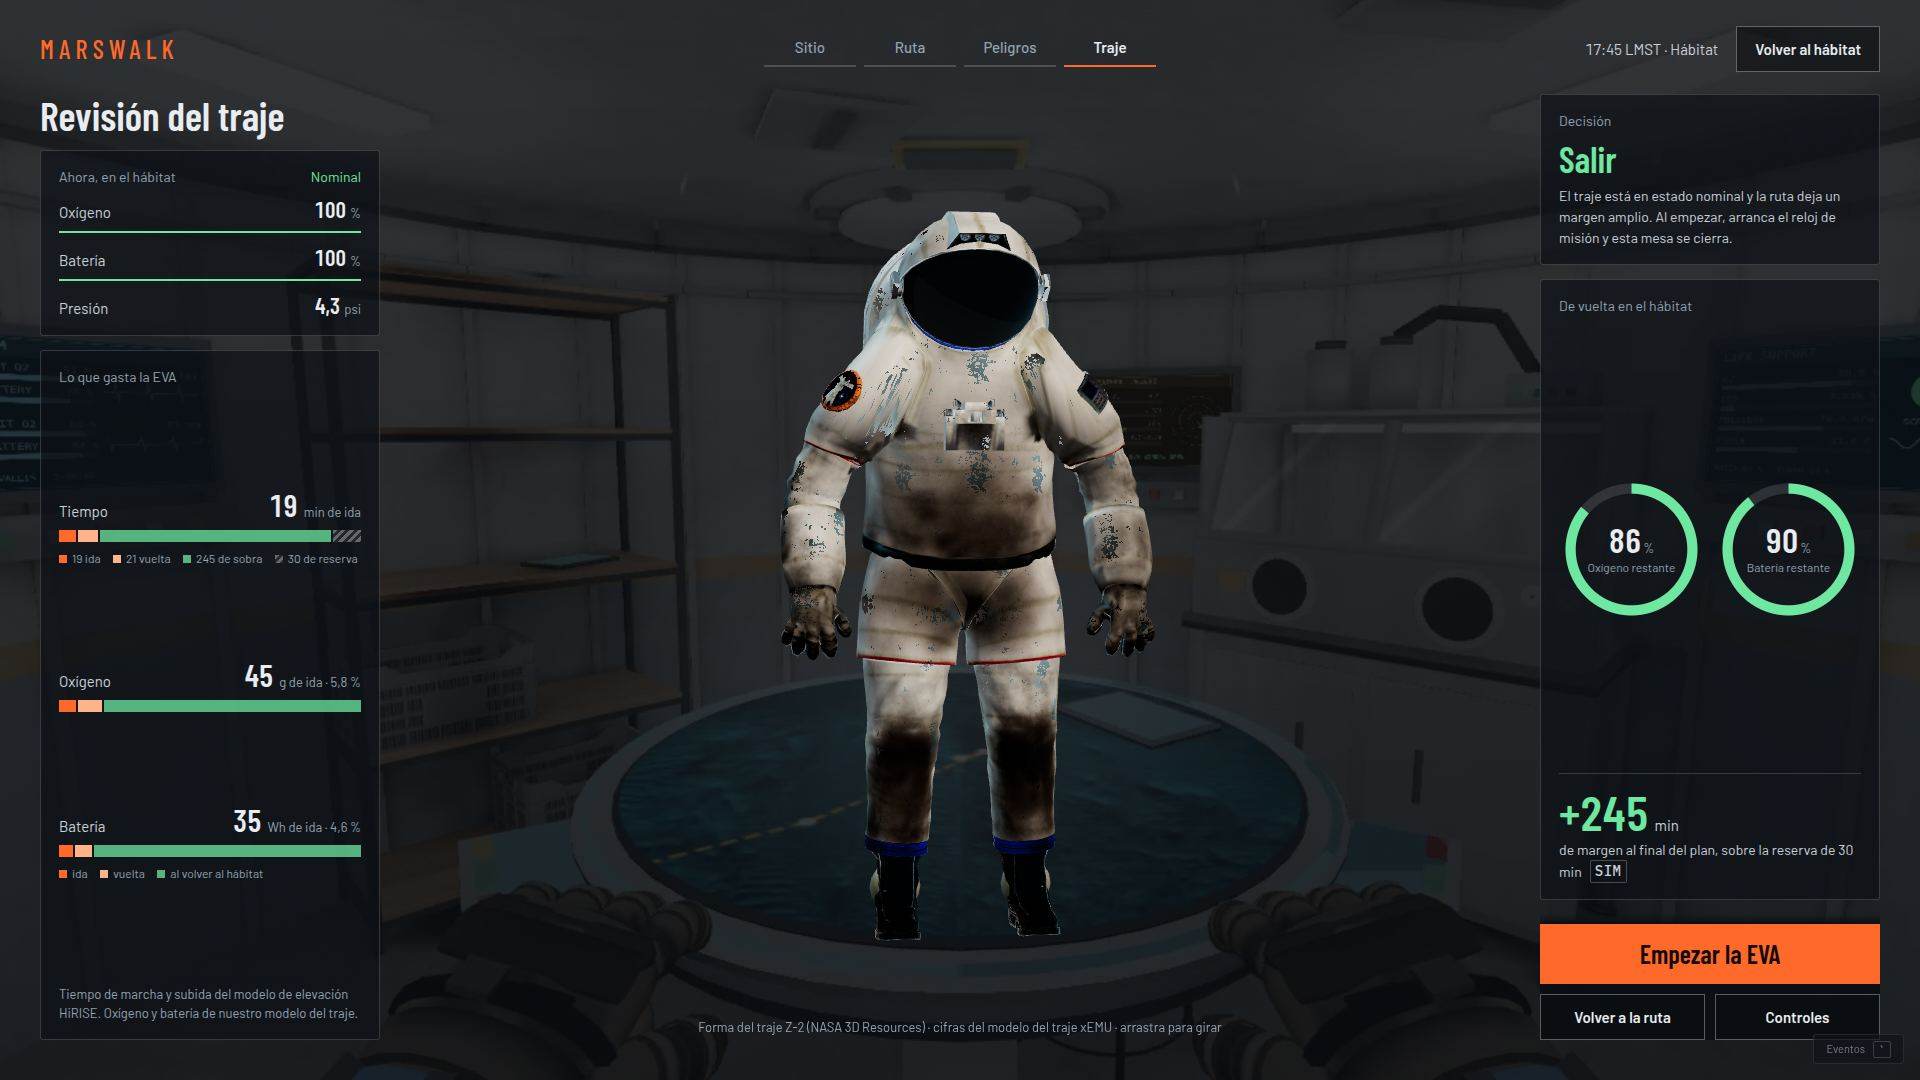 MARSWALK
Sitio
Ruta
Peligros
Traje
17:45 LMST · Hábitat
Volver al hábitat
Revisión del traje
Ahora, en el hábitat
Nominal
Oxígeno
100 %
Batería
100 %
Presión
4,3 psi
Lo que gasta la EVA
Tiempo
19 min de ida
19 ida
21 vuelta
245 de sobra
30 de reserva
Oxígeno
45 g de ida · 5,8 %
Batería
35 Wh de ida · 4,6 %
ida
vuelta
al volver al hábitat
Tiempo de marcha y subida del modelo de elevación
HiRISE. Oxígeno y batería de nuestro modelo del traje.
Forma del traje Z-2 (NASA 3D Resources) · cifras del modelo del traje xEMU · arrastra para girar
Decisión
Salir
El traje está en estado nominal y la ruta deja un
margen amplio. Al empezar, arranca el reloj de
misión y esta mesa se cierra.
De vuelta en el hábitat
LIFE SUPPORT
86 %
Oxígeno restante
90 %
Batería restante
+245 min
de margen al final del plan, sobre la reserva de 30
min SIM
Empezar la EVA
Volver a la ruta
Controles
Eventos